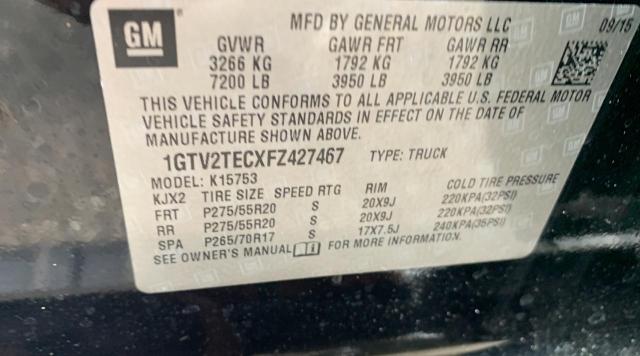 GM
MFD BY GENERAL MOTORS LLC 09/15
GVWR GAWR FRT GAWR RR
3266 KG 1792 KG 1792 KG
7200 LB 3950 LB 3950 LB
THIS VEHICLE CONFORMS TO ALL APPLICABLE U.S. FEDERAL MOTOR
VEHICLE SAFETY STANDARDS IN EFFECT ON THE DATE OF
MANUFACTURE SHOWN ABOVE.
1GTV2TECXFZ427467 TYPE: TRUCK
MODEL: K15753
KJX2 TIRE SIZE SPEED RTG RIM COLD TIRE PRESSURE
FRT P275/55R20 S 20X9J 220KPA(32PSI)
RR P275/55R20 S 20X9J 220KPA(32PSI)
SPA P265/70R17 S 17X7.5J 240KPA(35PSI)
SEE OWNER'S MANUAL FOR MORE INFORMATION.